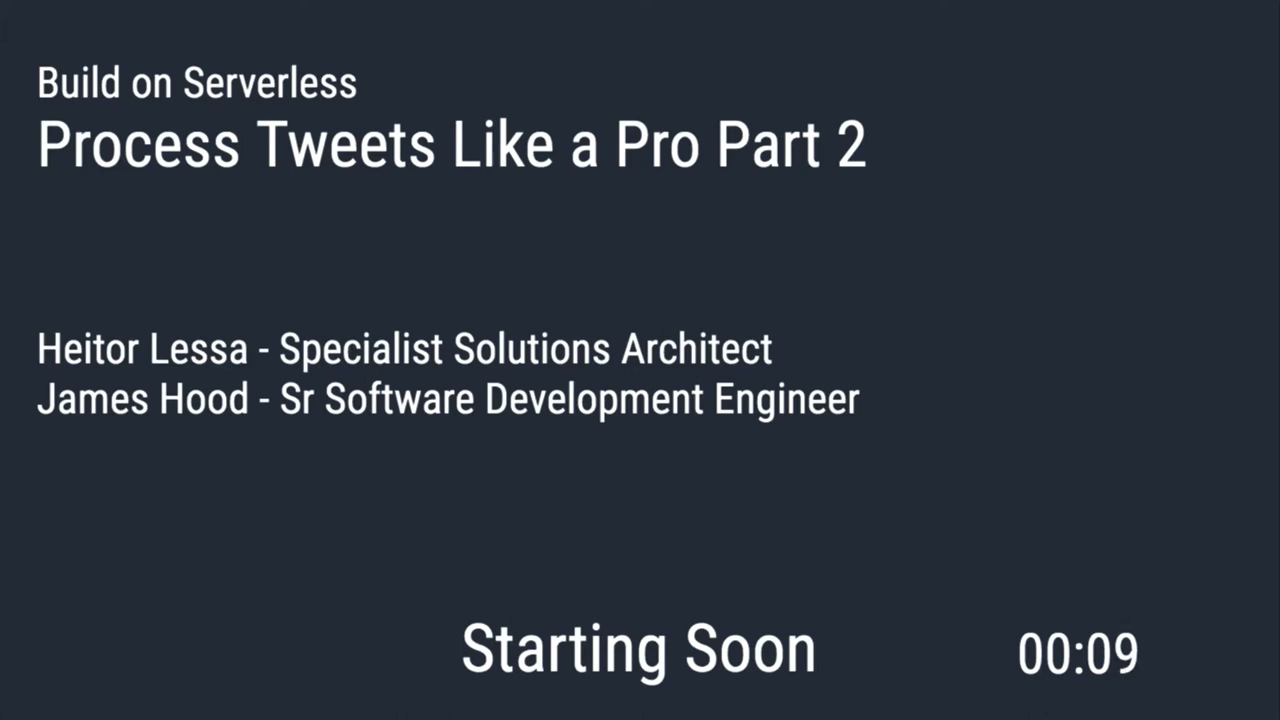 Build on Serverless
Process Tweets Like a Pro Part 2
Heitor Lessa - Specialist Solutions Architect
James Hood - Sr Software Development Engineer
Starting Soon
00:09